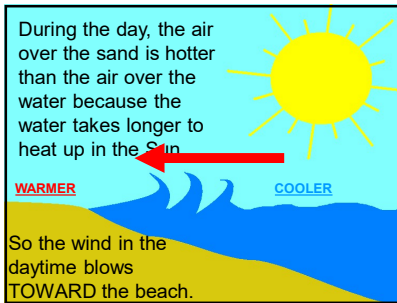 During the day, the air
over the sand is hotter
than the air over the
water because the
water takes longer to
heat up in the Sun
WARMER
COOLER
So the wind in the
daytime blows
TOWARD the beach.